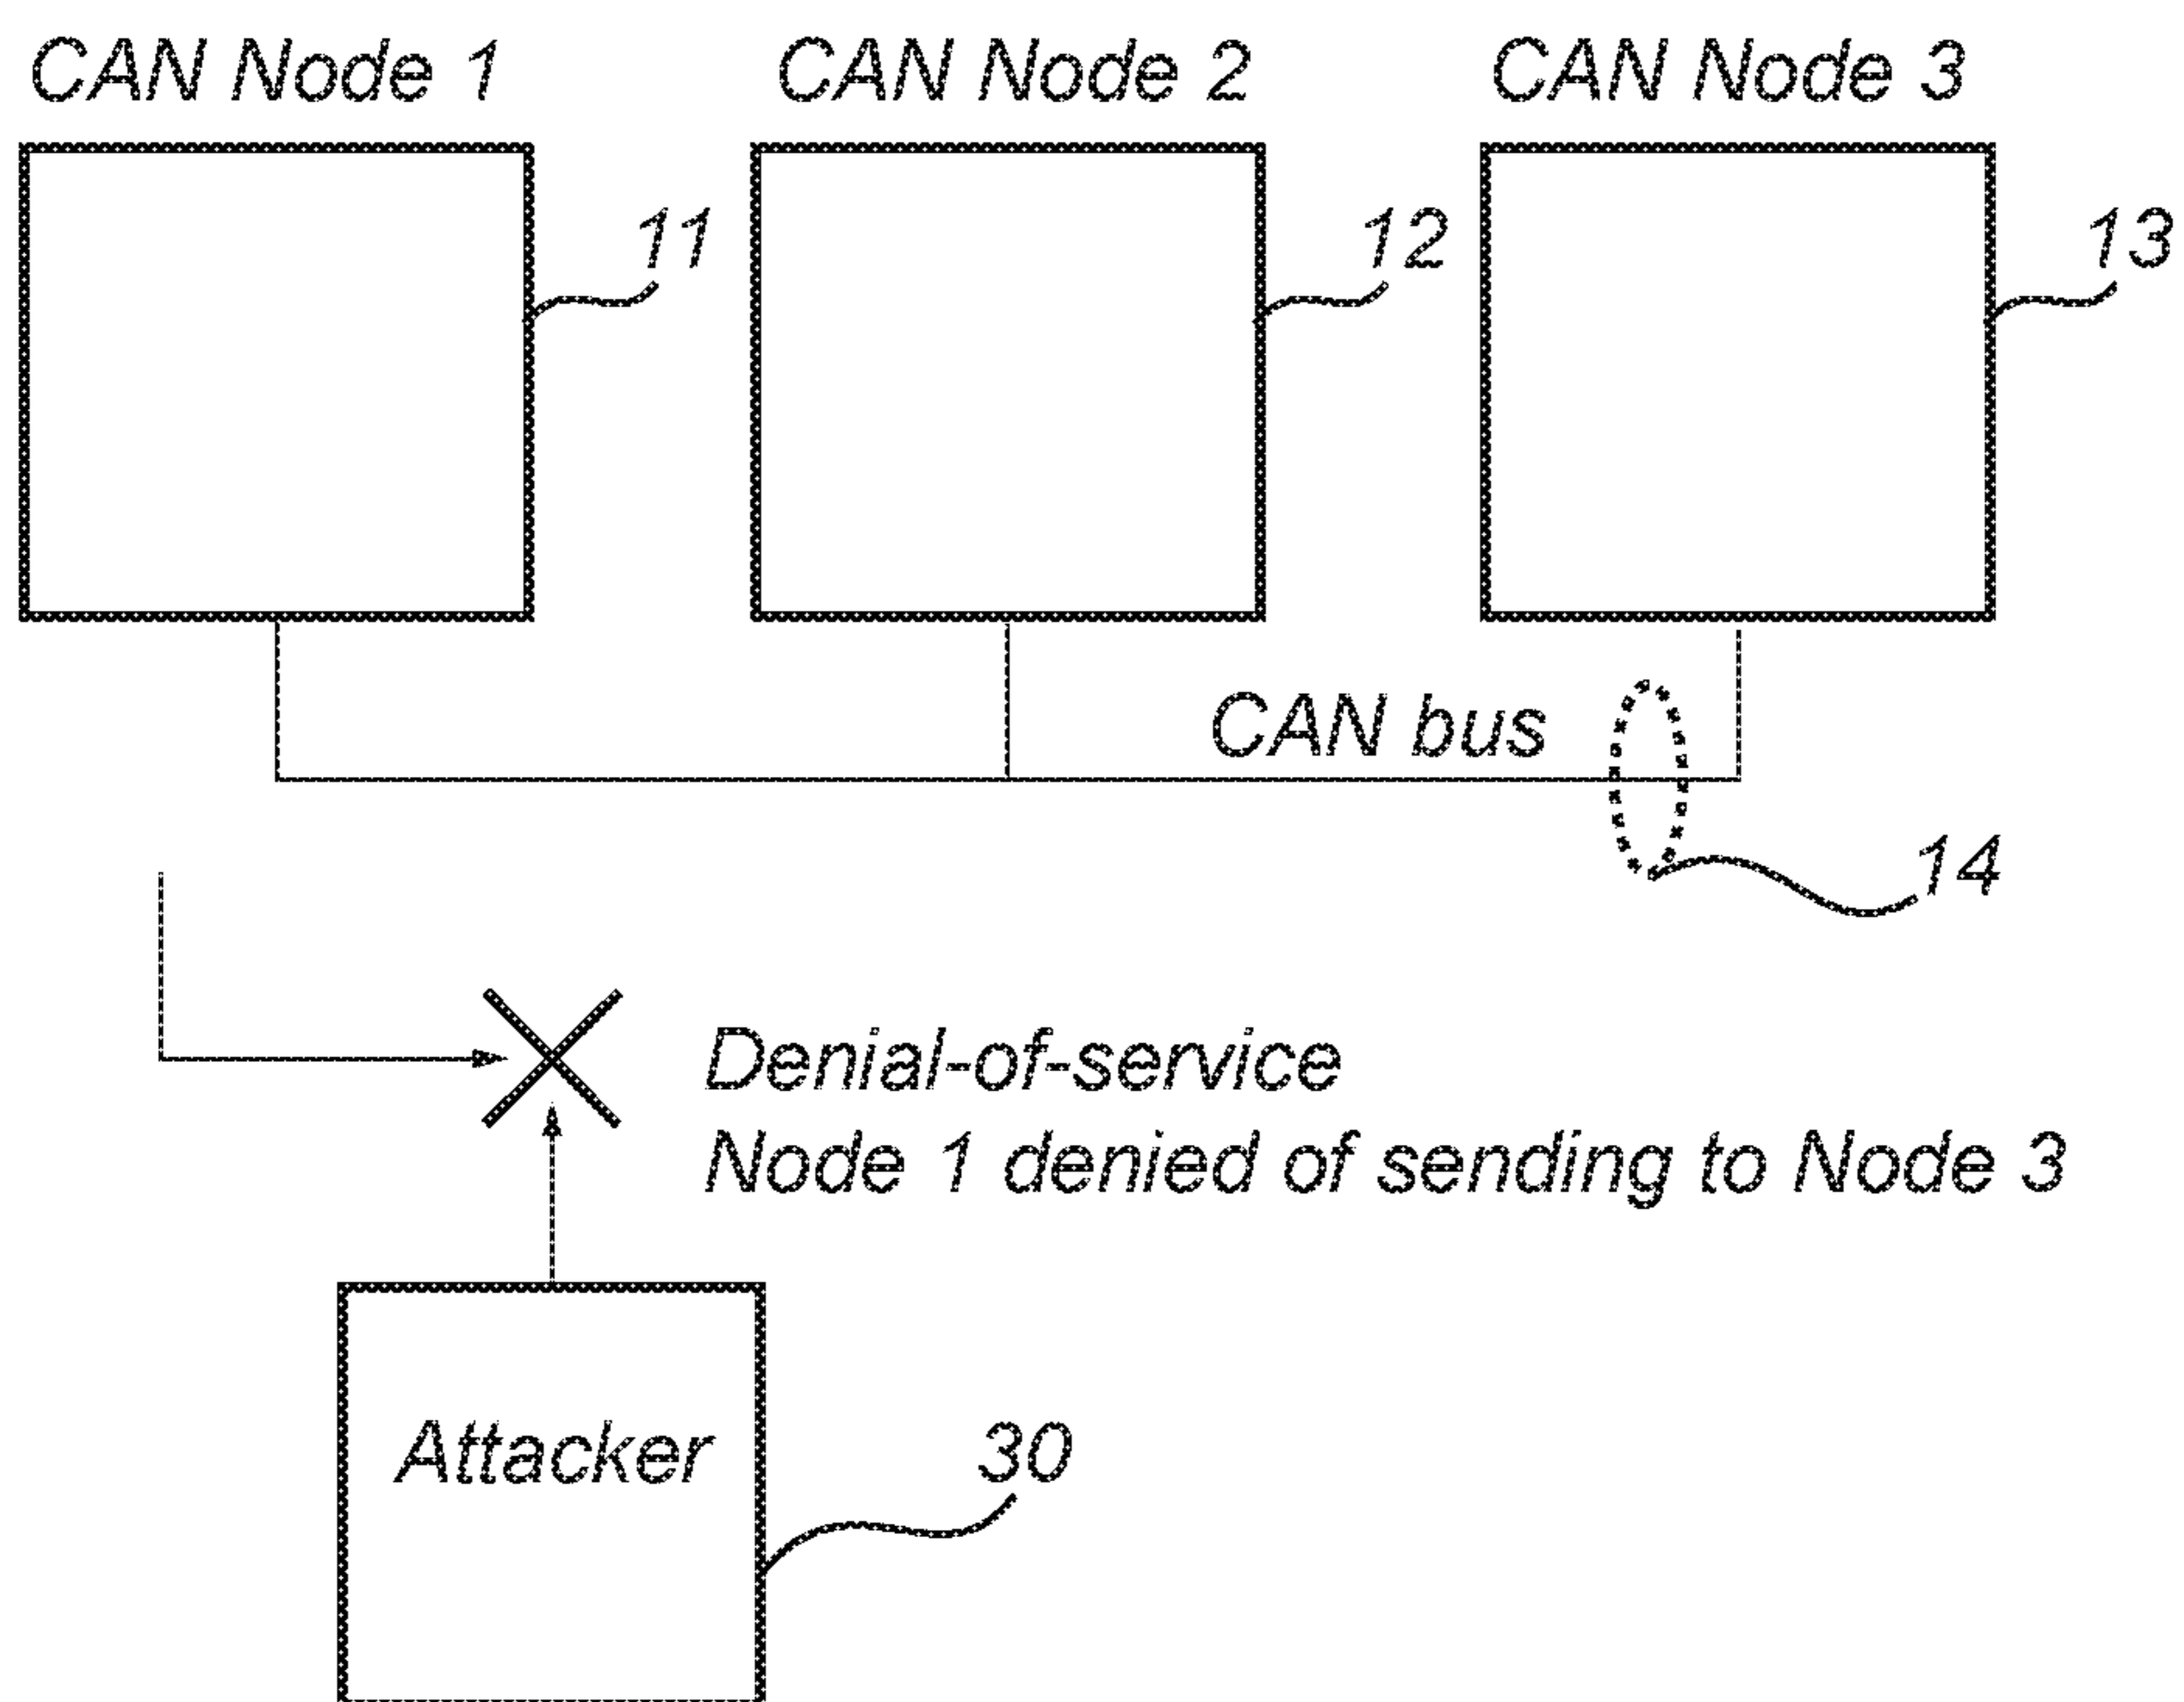 CAN Node 1
CAN Node 2
CAN Node 3
11
12
13
CAN bus
14
Denial-of-service
Node 1 denied of sending to Node 3
Attacker
30